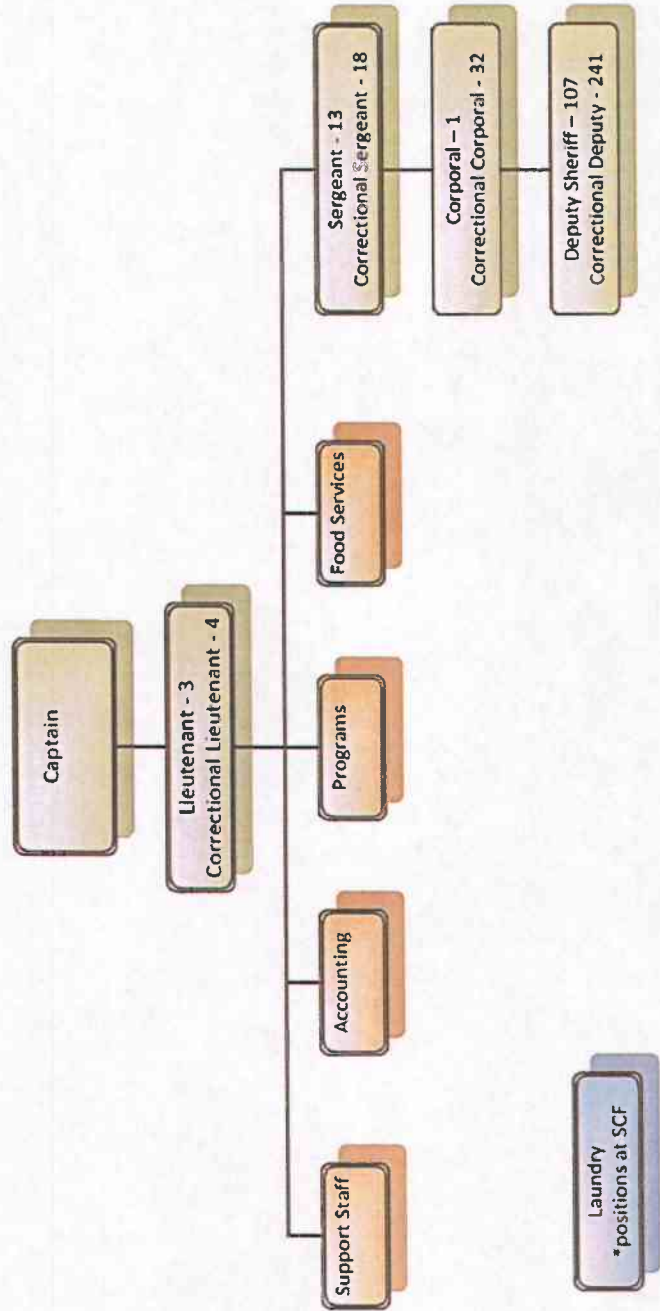 Captain
Lieutenant - 3
Correctional Lieutenant - 4
Support Staff
Accounting
Programs
Food Services
Sergeant - 13
Correctional Sergeant - 18
Corporal – 1
Correctional Corporal - 32
Deputy Sheriff – 107
Correctional Deputy - 241
Laundry
*positions at SCF